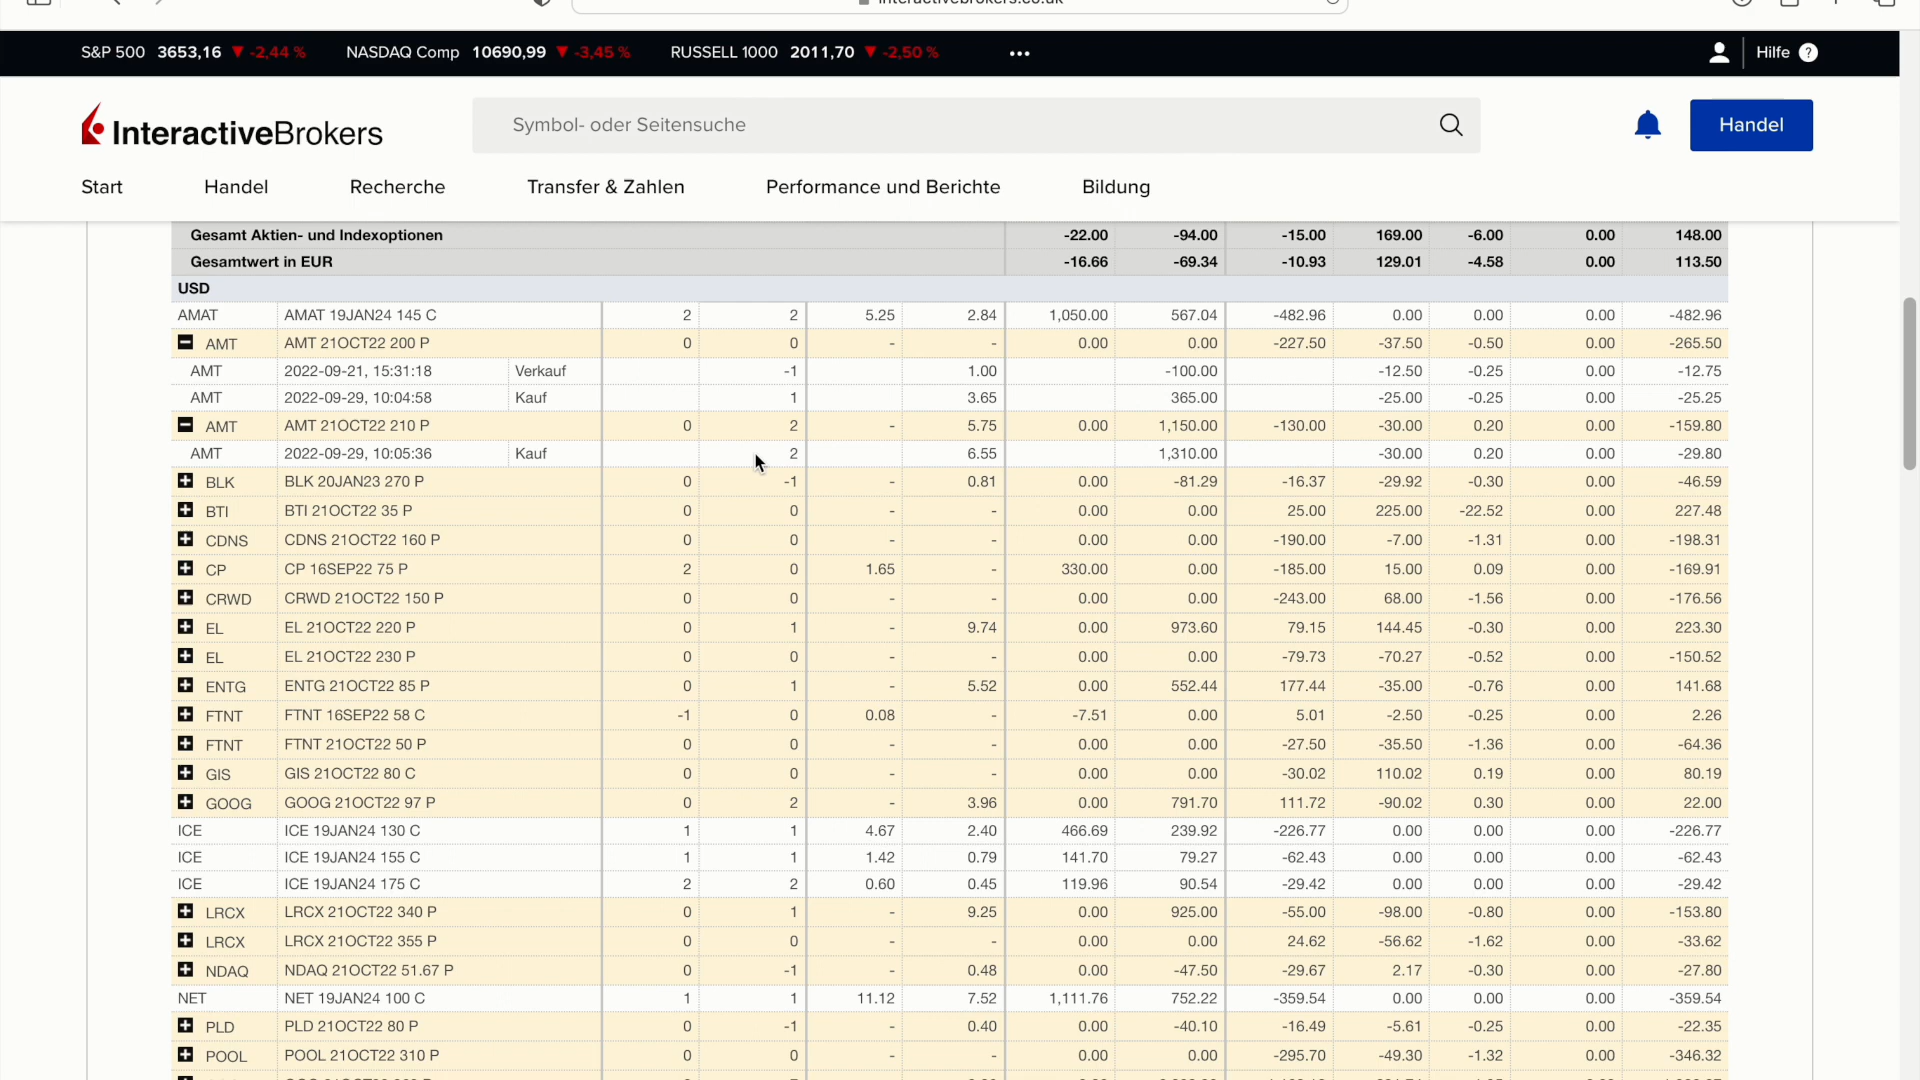 S&P 500 3653,16 ▼ -2,44 % NASDAQ Comp 10690,99 ▼ -3,45 % RUSSELL 1000 2011,70 ▼ -2,50 % ••• Hilfe ?
InteractiveBrokers Symbol- oder Seitensuche Handel
Start Handel Recherche Transfer & Zahlen Performance und Berichte Bildung
Gesamt Aktien- und Indexoptionen -22.00 -94.00 -15.00 169.00 -6.00 0.00 148.00
Gesamtwert in EUR -16.66 -69.34 -10.93 129.01 -4.58 0.00 113.50
USD
AMAT AMAT 19JAN24 145 C 2 2 5.25 2.84 1,050.00 567.04 -482.96 0.00 0.00 0.00 -482.96
AMT AMT 21OCT22 200 P 0 0 - - 0.00 0.00 -227.50 -37.50 -0.50 0.00 -265.50
AMT 2022-09-21, 15:31:18 Verkauf -1 1.00 -100.00 -12.50 -0.25 0.00 -12.75
AMT 2022-09-29, 10:04:58 Kauf 1 3.65 365.00 -25.00 -0.25 0.00 -25.25
AMT AMT 21OCT22 210 P 0 2 - 5.75 0.00 1,150.00 -130.00 -30.00 0.20 0.00 -159.80
AMT 2022-09-29, 10:05:36 Kauf 2 6.55 1,310.00 -30.00 0.20 0.00 -29.80
BLK BLK 20JAN23 270 P 0 -1 - 0.81 0.00 -81.29 -16.37 -29.92 -0.30 0.00 -46.59
BTI BTI 21OCT22 35 P 0 0 - - 0.00 0.00 25.00 225.00 -22.52 0.00 227.48
CDNS CDNS 21OCT22 160 P 0 0 - - 0.00 0.00 -190.00 -7.00 -1.31 0.00 -198.31
CP CP 16SEP22 75 P 2 0 1.65 - 330.00 0.00 -185.00 15.00 0.09 0.00 -169.91
CRWD CRWD 21OCT22 150 P 0 0 - - 0.00 0.00 -243.00 68.00 -1.56 0.00 -176.56
EL EL 21OCT22 220 P 0 1 - 9.74 0.00 973.60 79.15 144.45 -0.30 0.00 223.30
EL EL 21OCT22 230 P 0 0 - - 0.00 0.00 -79.73 -70.27 -0.52 0.00 -150.52
ENTG ENTG 21OCT22 85 P 0 1 - 5.52 0.00 552.44 177.44 -35.00 -0.76 0.00 141.68
FTNT FTNT 16SEP22 58 C -1 0 0.08 - -7.51 0.00 5.01 -2.50 -0.25 0.00 2.26
FTNT FTNT 21OCT22 50 P 0 0 - - 0.00 0.00 -27.50 -35.50 -1.36 0.00 -64.36
GIS GIS 21OCT22 80 C 0 0 - - 0.00 0.00 -30.02 110.02 0.19 0.00 80.19
GOOG GOOG 21OCT22 97 P 0 2 - 3.96 0.00 791.70 111.72 -90.02 0.30 0.00 22.00
ICE ICE 19JAN24 130 C 1 1 4.67 2.40 466.69 239.92 -226.77 0.00 0.00 0.00 -226.77
ICE ICE 19JAN24 155 C 1 1 1.42 0.79 141.70 79.27 -62.43 0.00 0.00 0.00 -62.43
ICE ICE 19JAN24 175 C 2 2 0.60 0.45 119.96 90.54 -29.42 0.00 0.00 0.00 -29.42
LRCX LRCX 21OCT22 340 P 0 1 - 9.25 0.00 925.00 -55.00 -98.00 -0.80 0.00 -153.80
LRCX LRCX 21OCT22 355 P 0 0 - - 0.00 0.00 24.62 -56.62 -1.62 0.00 -33.62
NDAQ NDAQ 21OCT22 51.67 P 0 -1 - 0.48 0.00 -47.50 -29.67 2.17 -0.30 0.00 -27.80
NET NET 19JAN24 100 C 1 1 11.12 7.52 1,111.76 752.22 -359.54 0.00 0.00 0.00 -359.54
PLD PLD 21OCT22 80 P 0 -1 - 0.40 0.00 -40.10 -16.49 -5.61 -0.25 0.00 -22.35
POOL POOL 21OCT22 310 P 0 0 - - 0.00 0.00 -295.70 -49.30 -1.32 0.00 -346.32